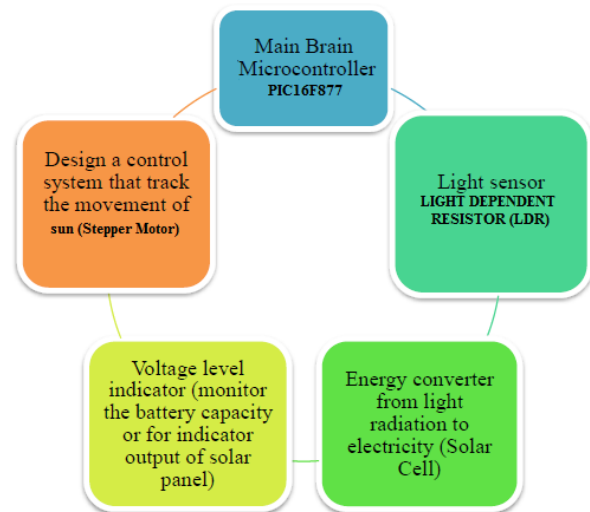 Main Brain
Microcontroller
PIC16F877
Design a control
system that track
the movement of
sun (Stepper Motor)
Light sensor
LIGHT DEPENDENT
RESISTOR (LDR)
Voltage level
indicator (monitor
the battery capacity
or for indicator
output of solar
panel)
Energy converter
from light
radiation to
electricity (Solar
Cell)